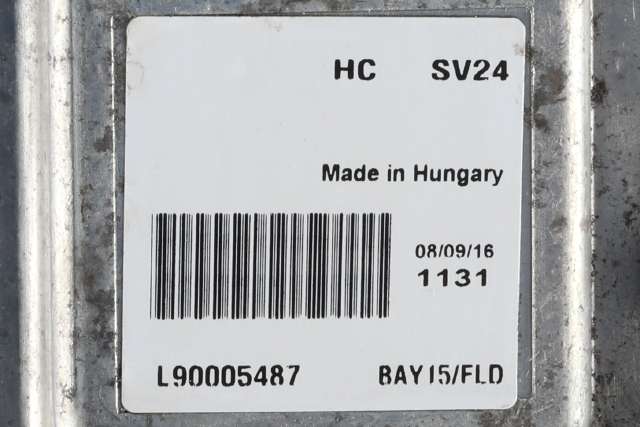 HC SV24
Made in Hungary
08/09/16
1131
L90005487 BAY15/FLD